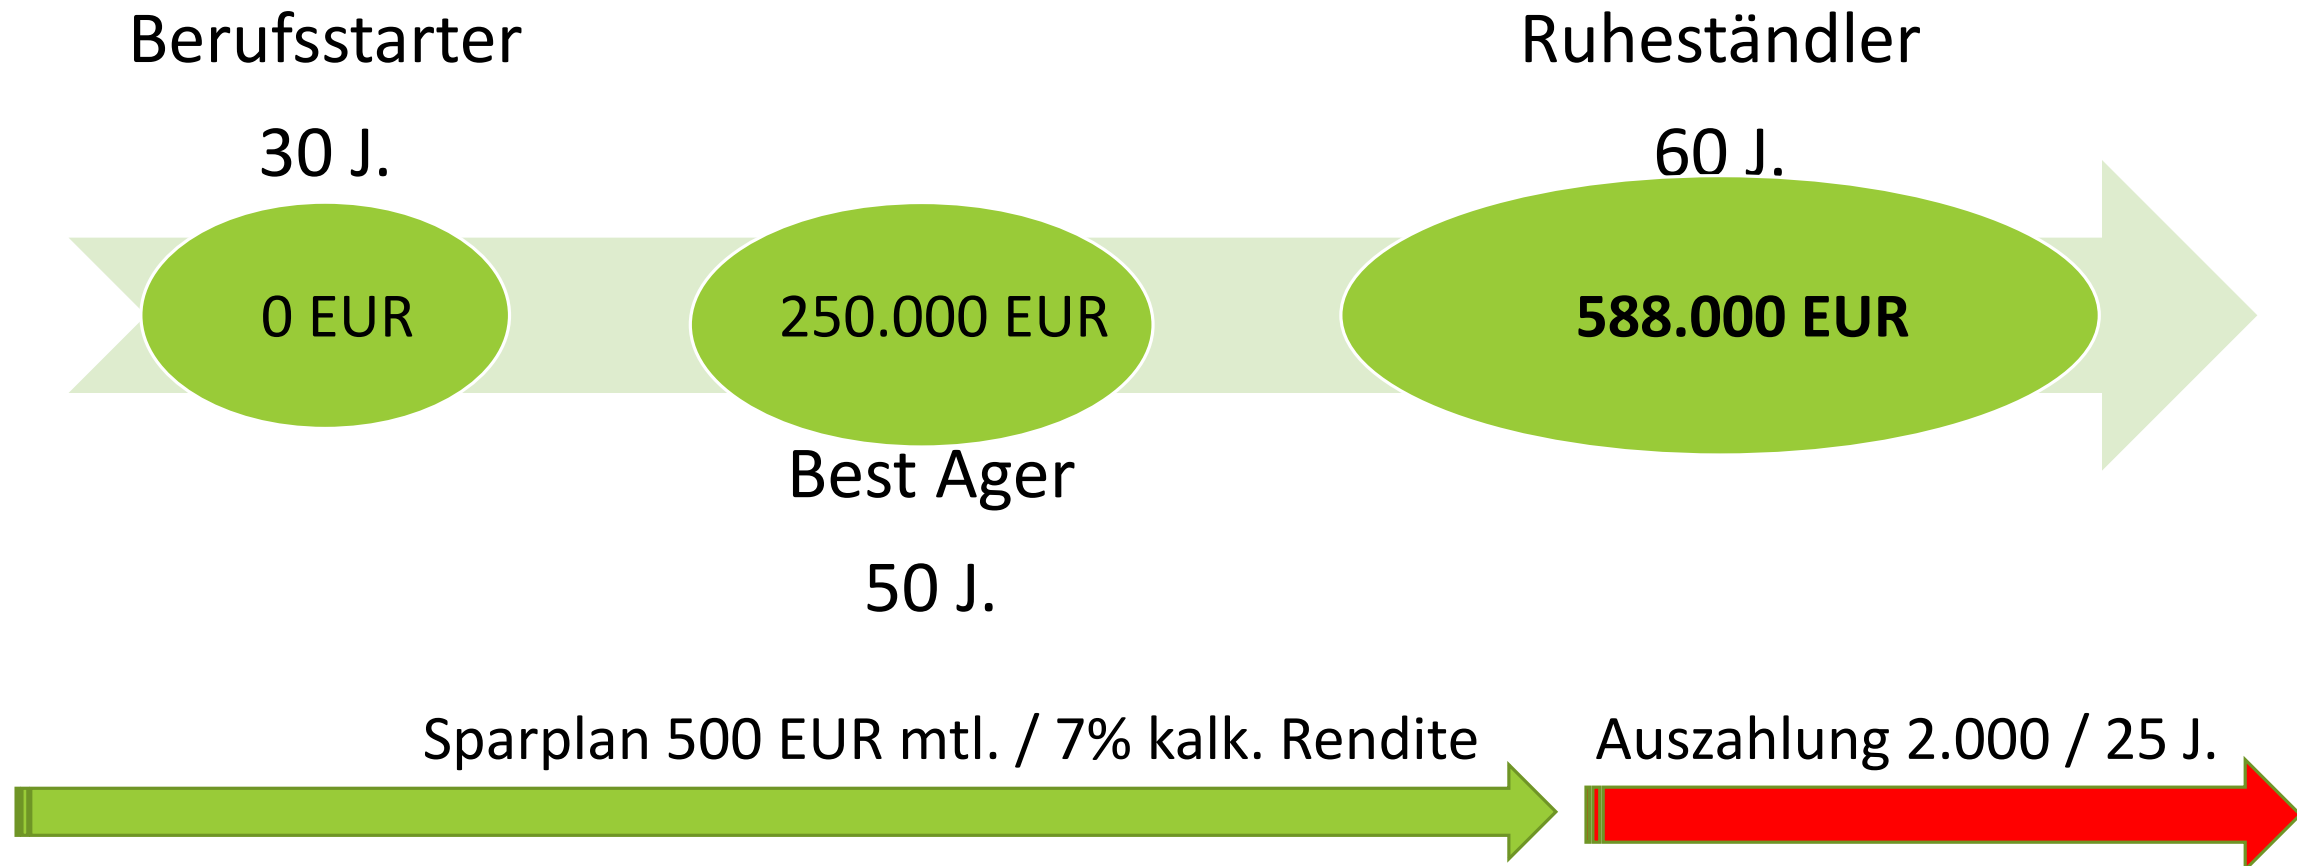 Berufsstarter
30 J.
Ruheständler
60 J.
0 EUR
250.000 EUR
588.000 EUR
Best Ager
50 J.
Sparplan 500 EUR mtl. / 7% kalk. Rendite
Auszahlung 2.000 / 25 J.